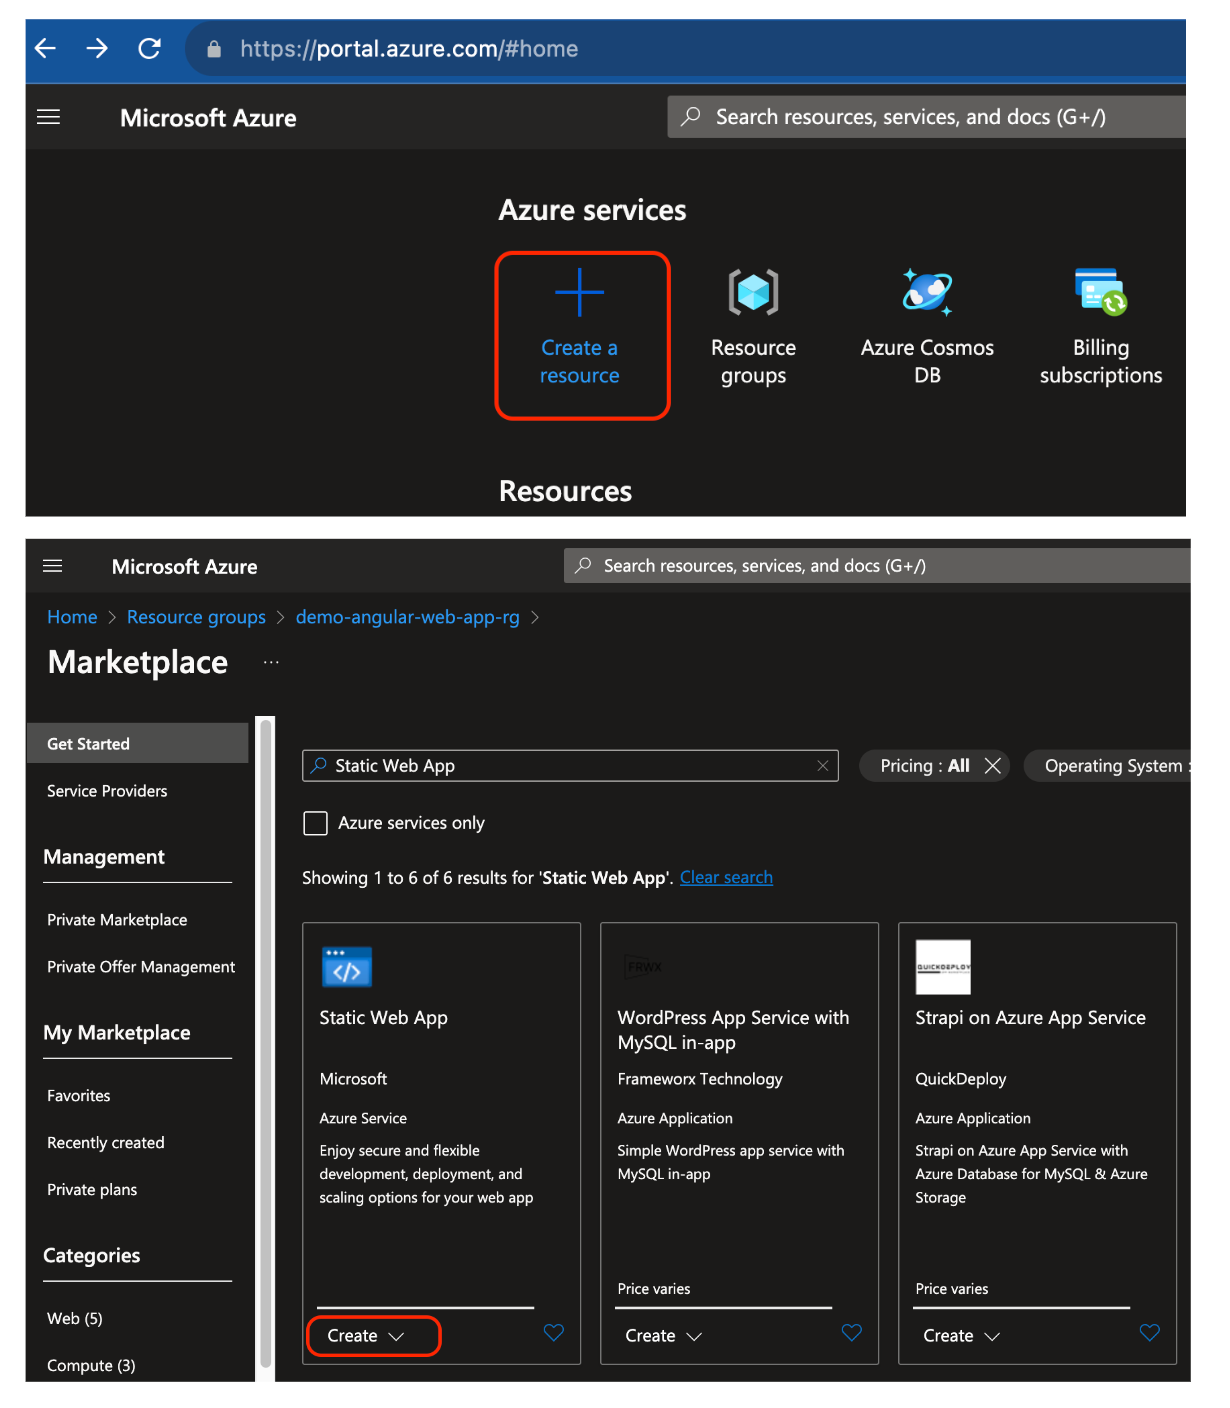 https://portal.azure.com/#home
Microsoft Azure
Search resources, services, and docs (G+/)
Azure services
Create a
resource
Resource
groups
Azure Cosmos
DB
Billing
subscriptions
Resources
Microsoft Azure
Search resources, services, and docs (G+/)
Home > Resource groups > demo-angular-web-app-rg >
Marketplace ...
Get Started
Service Providers
Management
Private Marketplace
Private Offer Management
My Marketplace
Favorites
Recently created
Private plans
Categories
Web (5)
Compute (3)
Static Web App
Pricing : All
Operating System :
Azure services only
Showing 1 to 6 of 6 results for 'Static Web App'. Clear search
Static Web App
Microsoft
Azure Service
Enjoy secure and flexible
development, deployment, and
scaling options for your web app
Create
FRWX
WordPress App Service with
MySQL in-app
Frameworx Technology
Azure Application
Simple WordPress app service with
MySQL in-app
Price varies
Create
QUICKDEPLOY
Strapi on Azure App Service
QuickDeploy
Azure Application
Strapi on Azure App Service with
Azure Database for MySQL & Azure
Storage
Price varies
Create